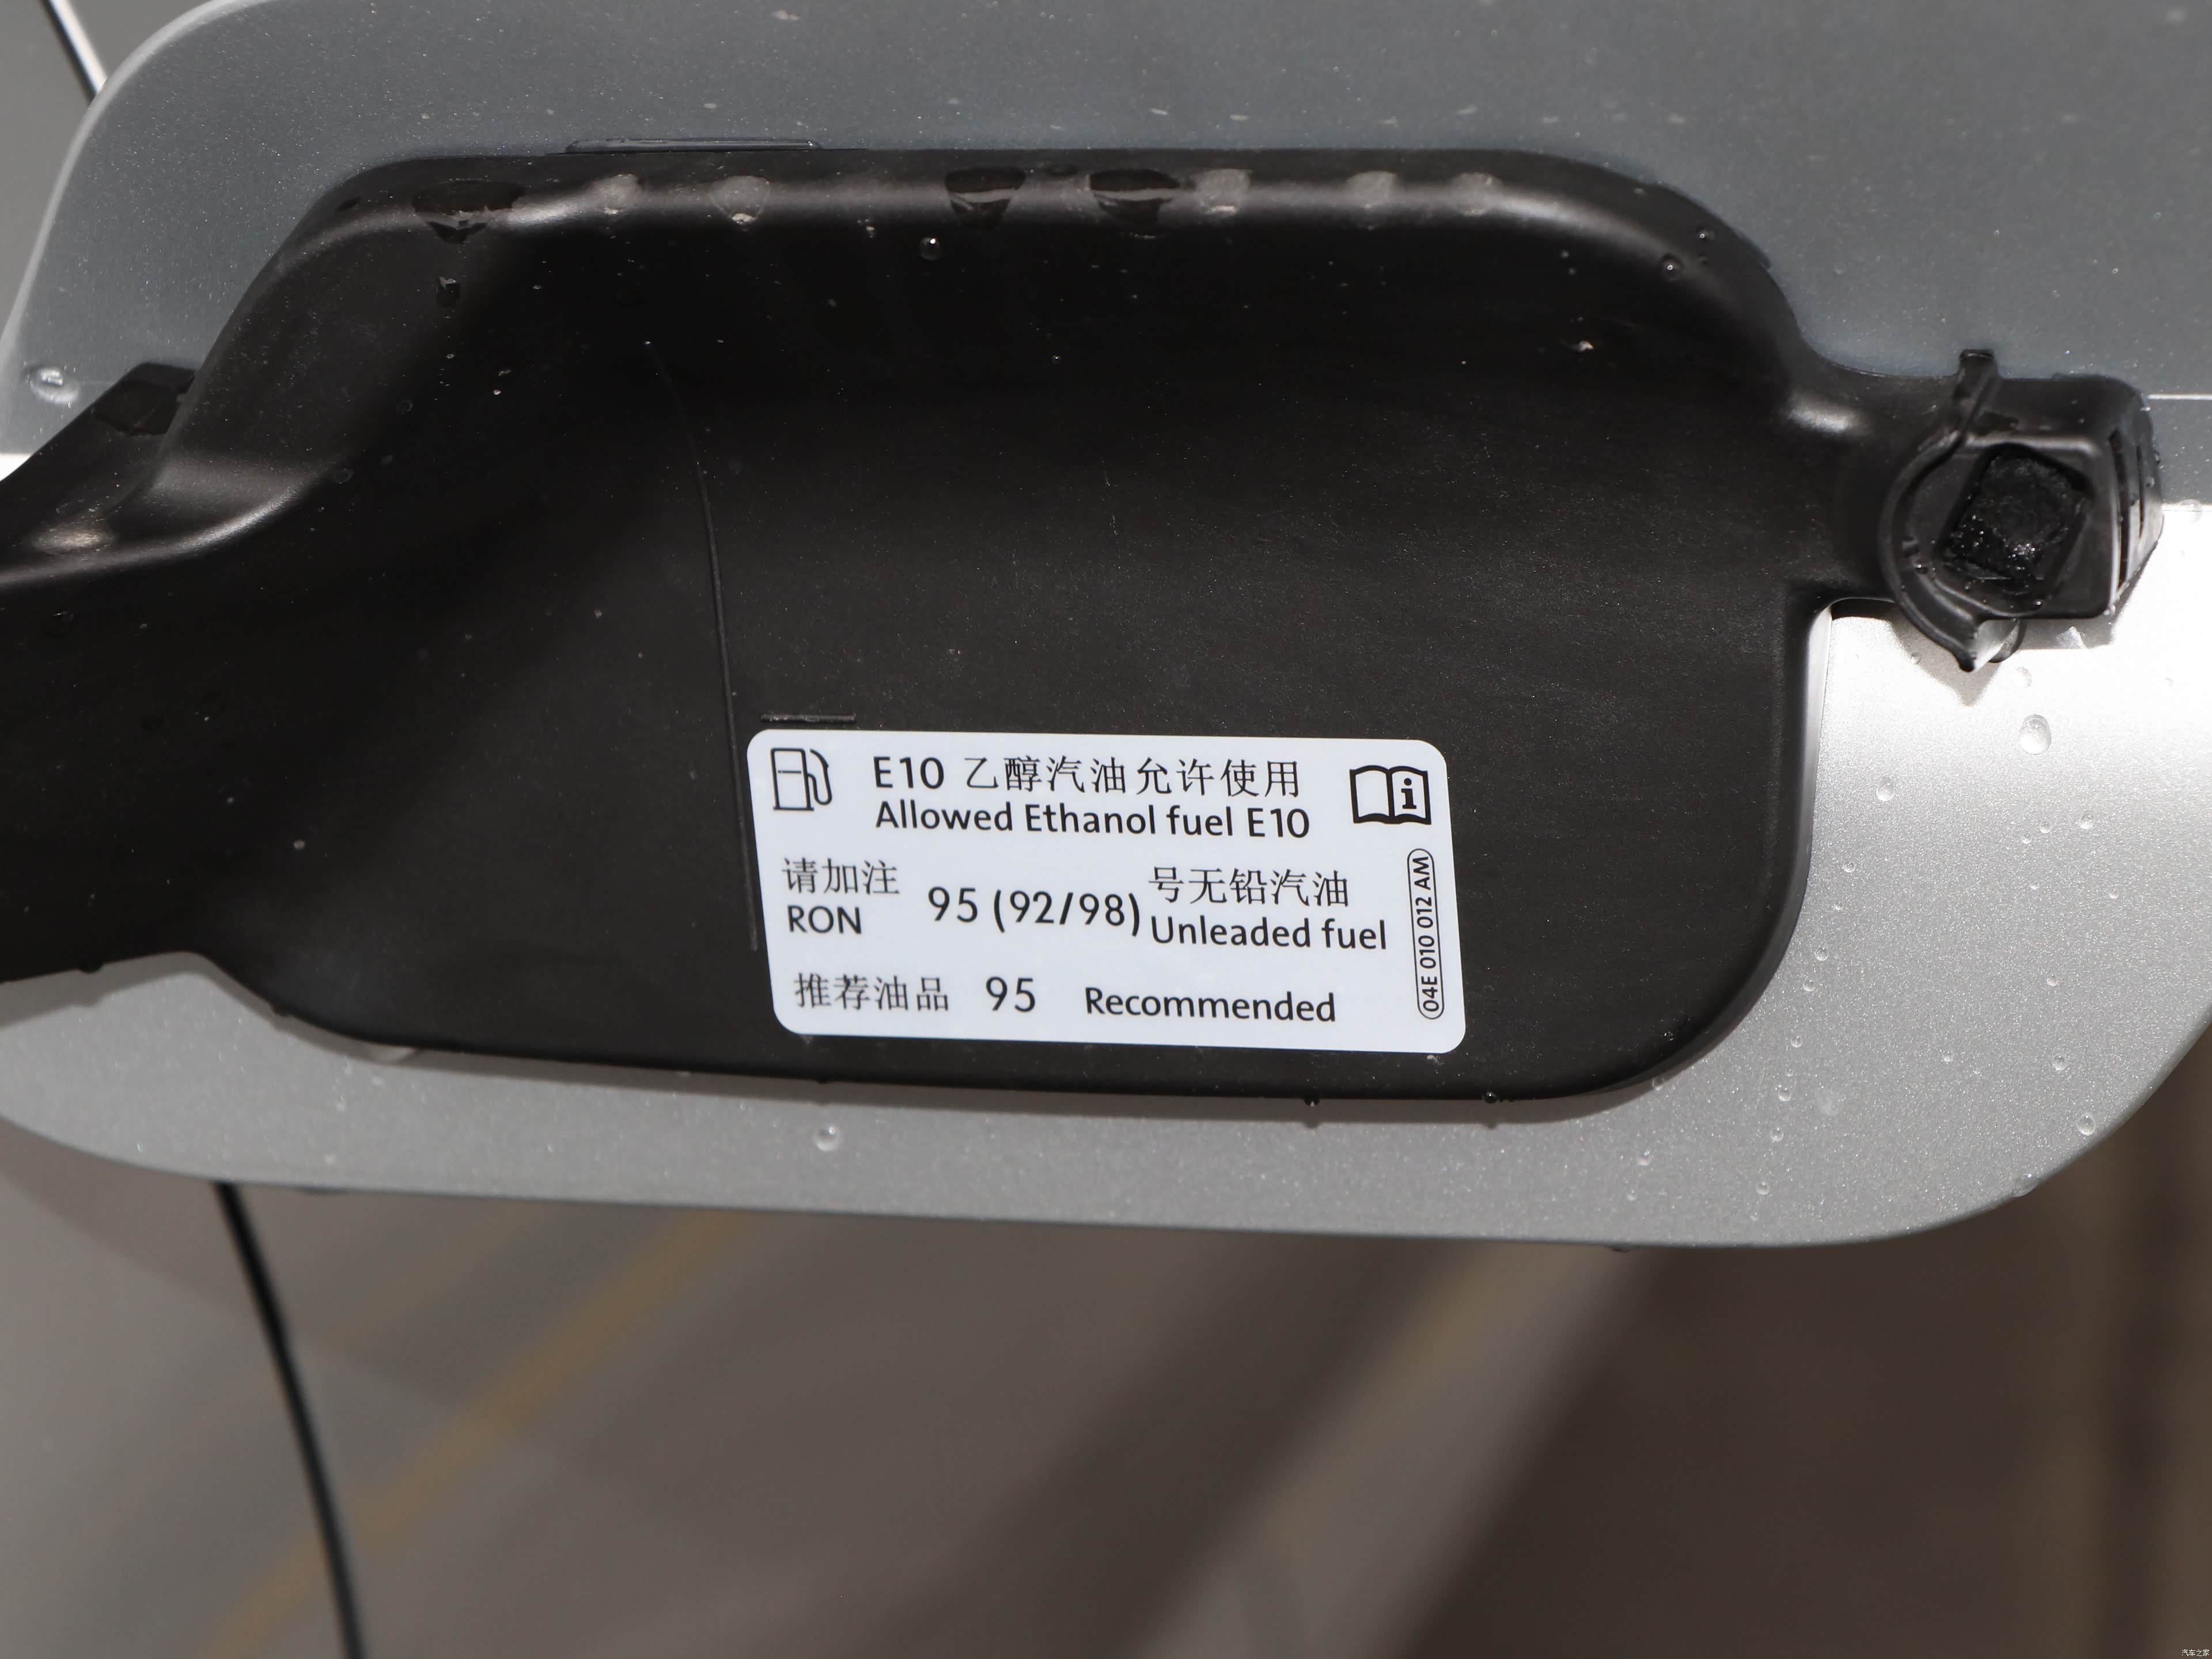 E10 乙醇汽油允许使用
Allowed Ethanol fuel E10
请加注 95 (92/98) 号无铅汽油
RON Unleaded fuel
推荐油品 95 Recommended
04E 010 012 AM
汽车之家